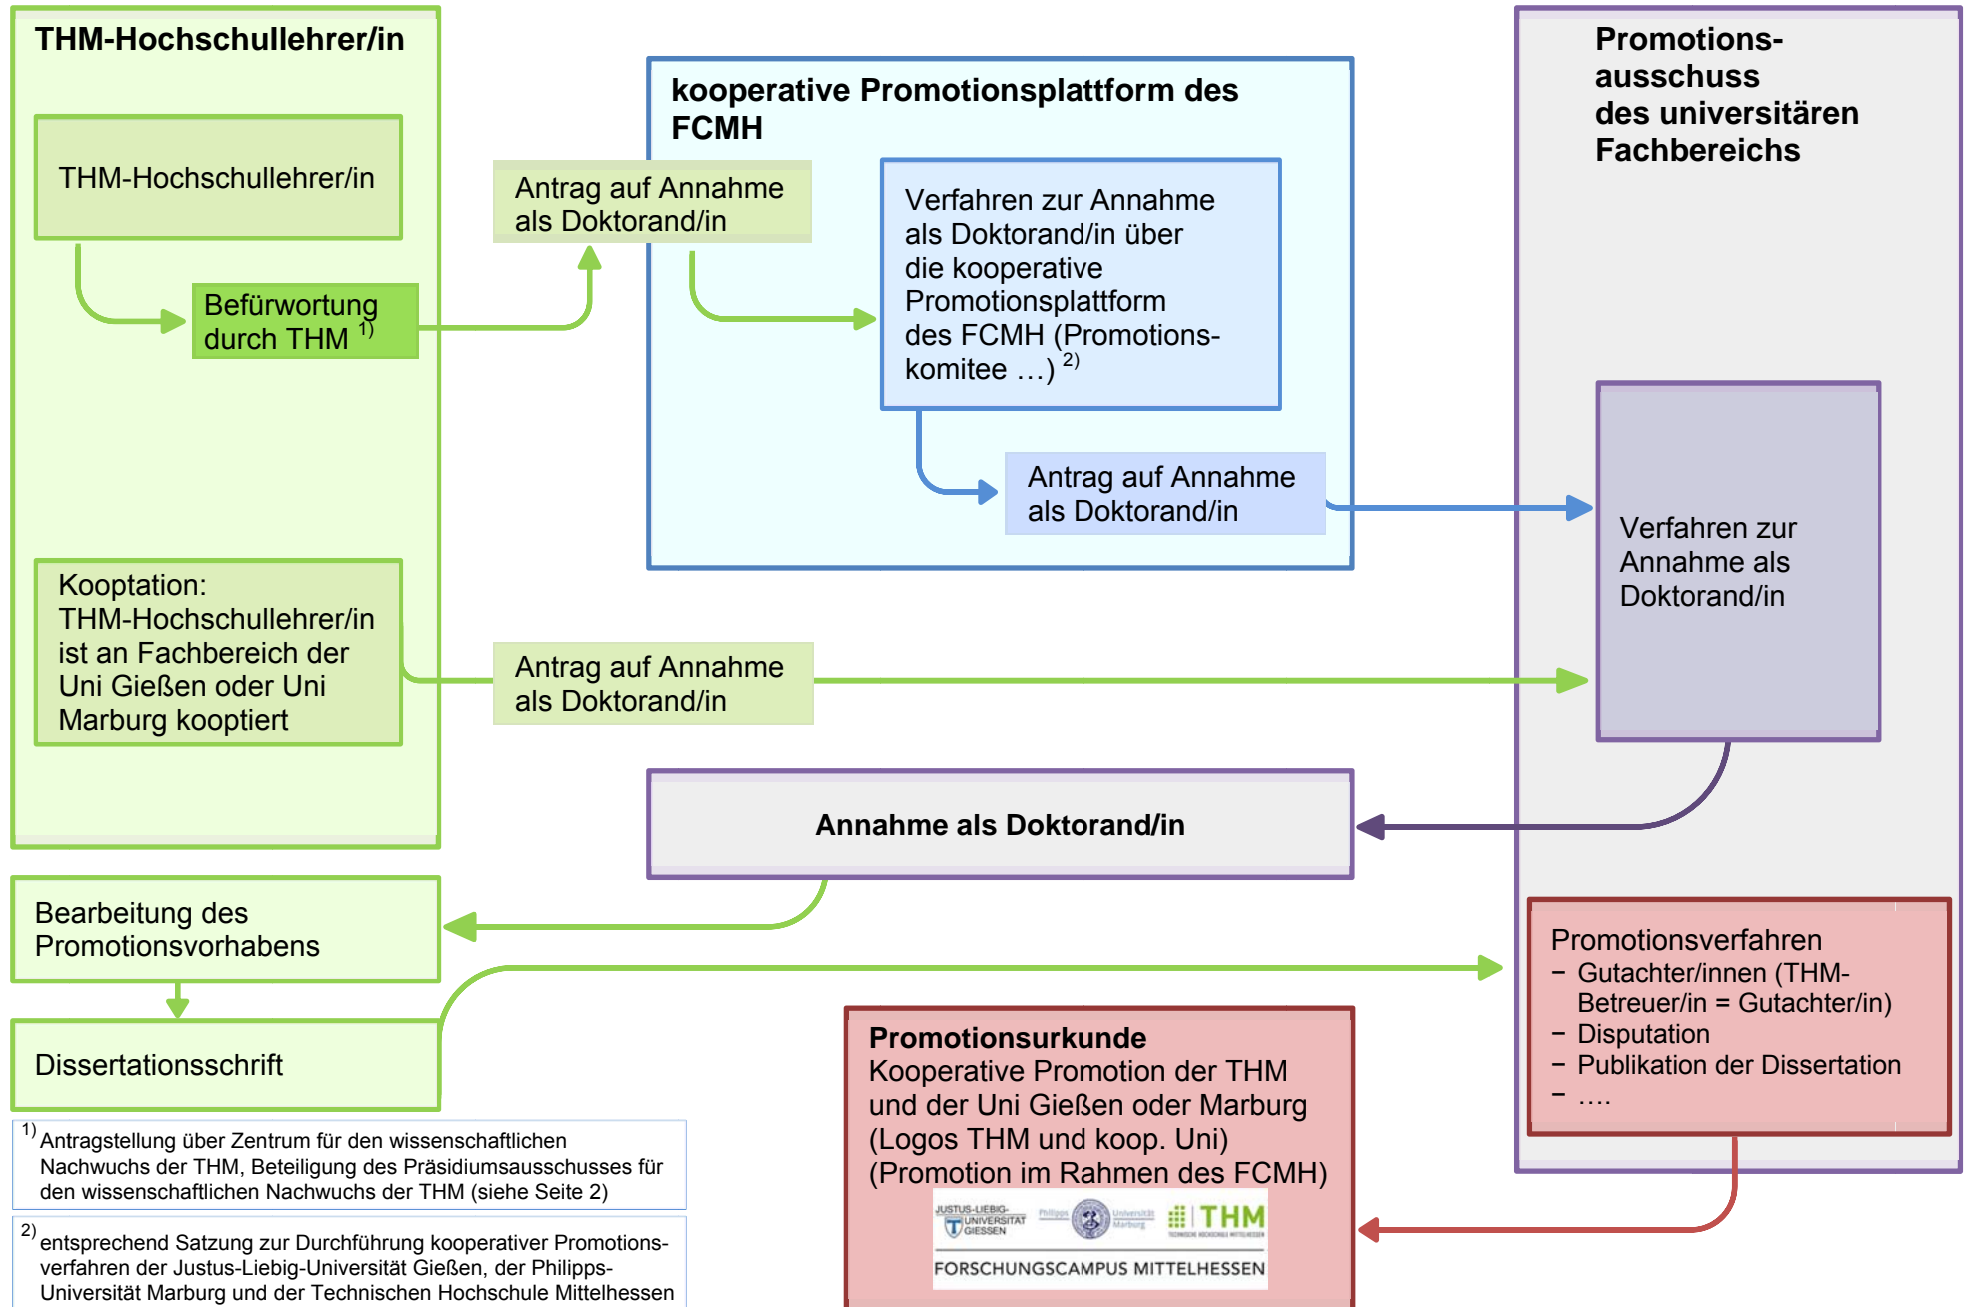 THM-Hochschullehrer/in
THM-Hochschullehrer/in
Befürwortung
durch THM 1)
Kooptation:
THM-Hochschullehrer/in
ist an Fachbereich der
Uni Gießen oder Uni
Marburg kooptiert
Antrag auf Annahme
als Doktorand/in
kooperative Promotionsplattform des
FCMH
Verfahren zur Annahme
als Doktorand/in über
die kooperative
Promotionsplattform
des FCMH (Promotions-
komitee …) 2)
Antrag auf Annahme
als Doktorand/in
Antrag auf Annahme
als Doktorand/in
Promotions-
ausschuss
des universitären
Fachbereichs
Verfahren zur
Annahme als
Doktorand/in
Annahme als Doktorand/in
Bearbeitung des
Promotionsvorhabens
Dissertationsschrift
Promotionsverfahren
− Gutachter/innen (THM-
Betreuer/in = Gutachter/in)
− Disputation
− Publikation der Dissertation
− ….
Promotionsurkunde
Kooperative Promotion der THM
und der Uni Gießen oder Marburg
(Logos THM und koop. Uni)
(Promotion im Rahmen des FCMH)
JUSTUS-LIEBIG-
UNIVERSITÄT
GIESSEN
Philipps
Universität
Marburg
THM
TECHNISCHE HOCHSCHULE MITTELHESSEN
FORSCHUNGSCAMPUS MITTELHESSEN
1) Antragstellung über Zentrum für den wissenschaftlichen
Nachwuchs der THM, Beteiligung des Präsidiumsausschusses für
den wissenschaftlichen Nachwuchs der THM (siehe Seite 2)
2) entsprechend Satzung zur Durchführung kooperativer Promotions-
verfahren der Justus-Liebig-Universität Gießen, der Philipps-
Universität Marburg und der Technischen Hochschule Mittelhessen